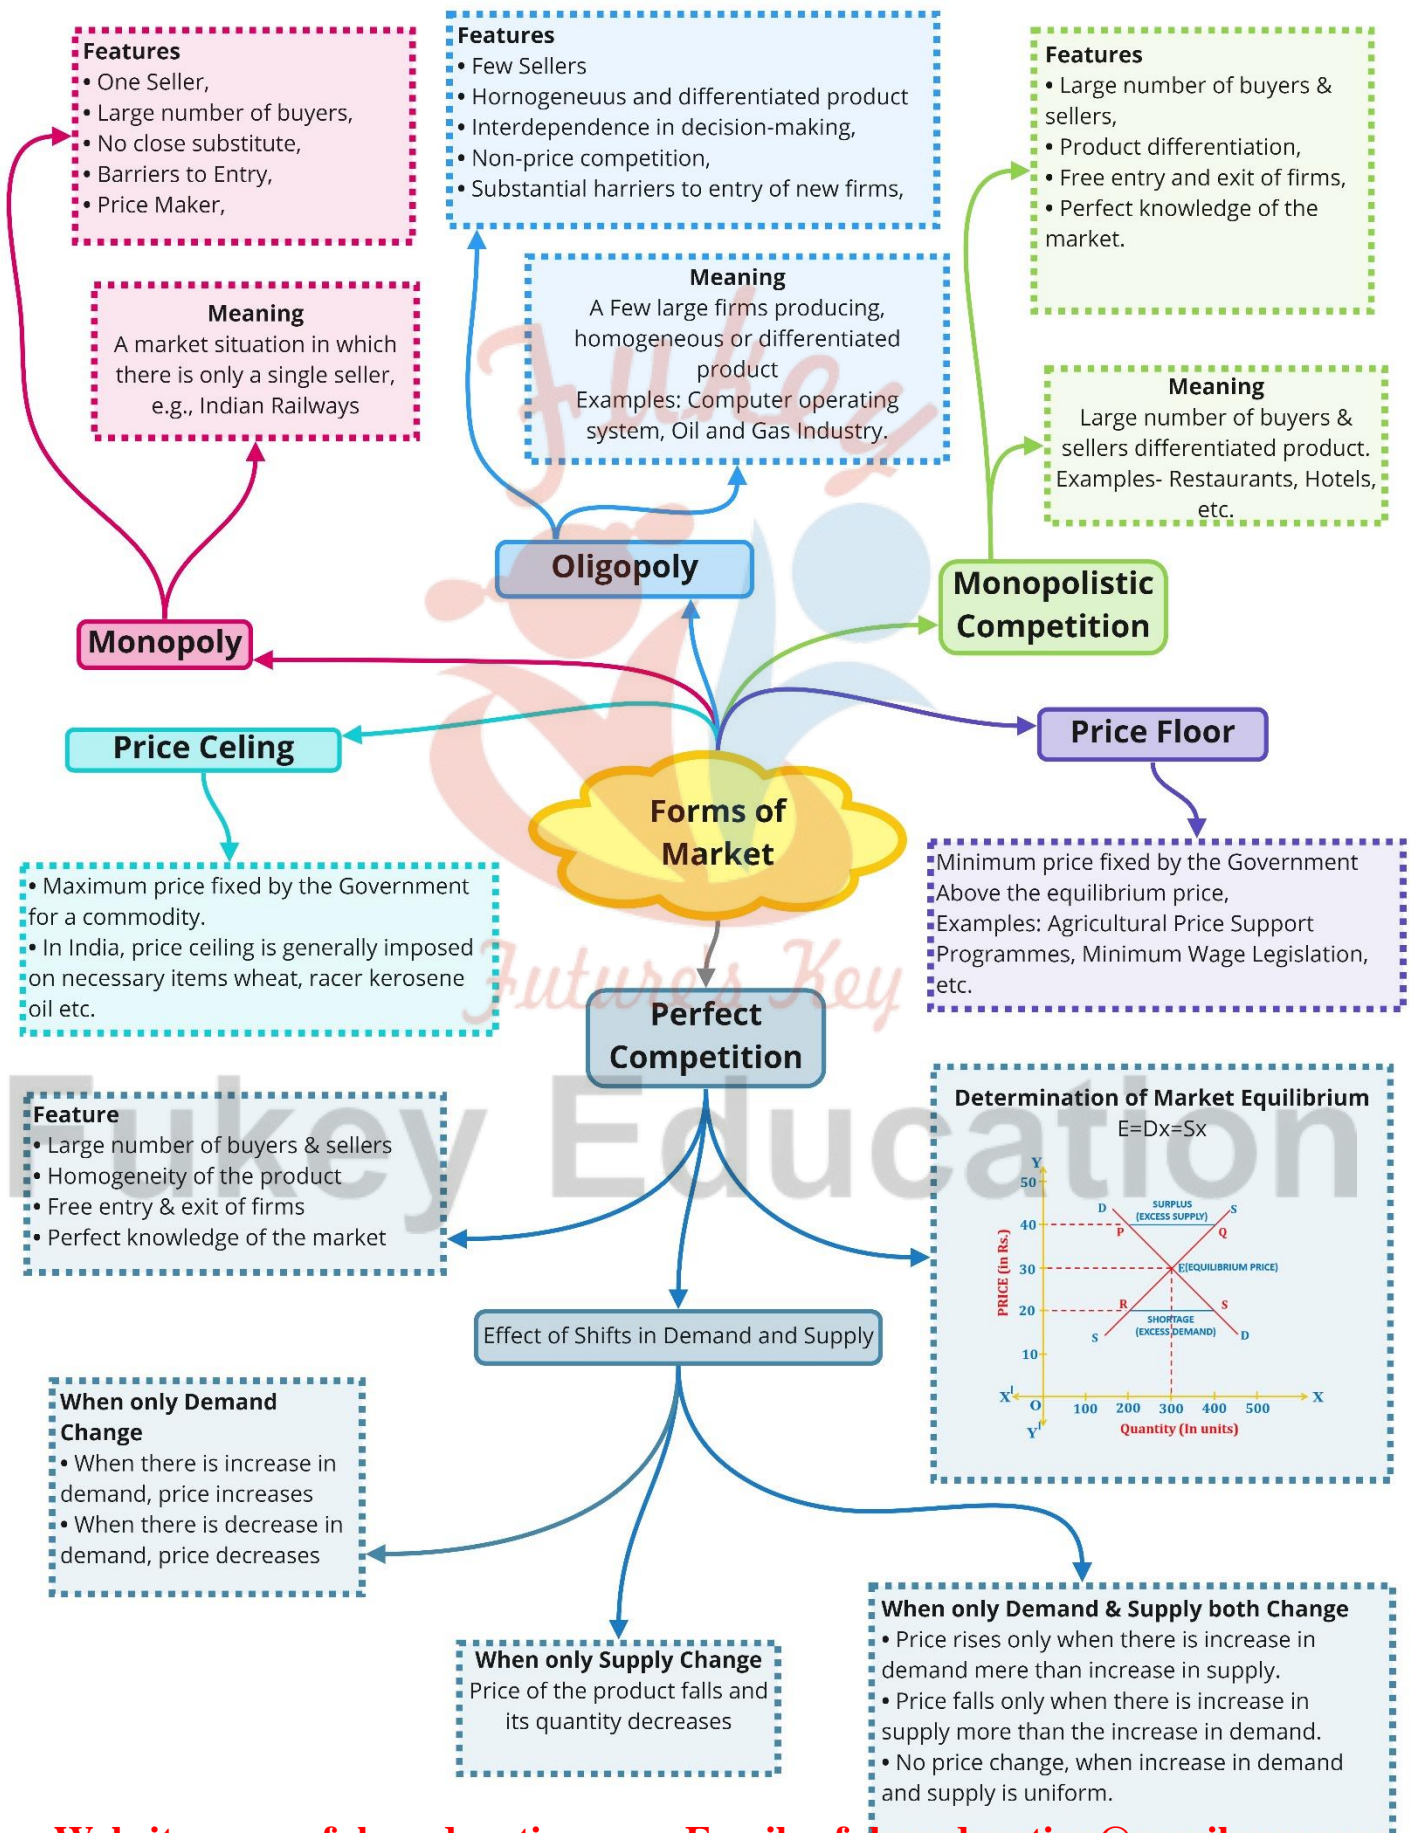 Features
• One Seller,
• Large number of buyers,
• No close substitute,
• Barriers to Entry,
• Price Maker,
Features
• Few Sellers
• Hornogeneuus and differentiated product
• Interdependence in decision-making,
• Non-price competition,
• Substantial harriers to entry of new firms,
Features
• Large number of buyers &
sellers,
• Product differentiation,
• Free entry and exit of firms,
• Perfect knowledge of the
market.
Meaning
A market situation in which
there is only a single seller,
e.g., Indian Railways
Meaning
A Few large firms producing,
homogeneous or differentiated
product
Examples: Computer operating
system, Oil and Gas Industry.
Meaning
Large number of buyers &
sellers differentiated product.
Examples- Restaurants, Hotels,
etc.
Monopoly
Oligopoly
Monopolistic
Competition
Price Celing
Price Floor
Forms of
Market
• Maximum price fixed by the Government
for a commodity.
• In India, price ceiling is generally imposed
on necessary items wheat, racer kerosene
oil etc.
Minimum price fixed by the Government
Above the equilibrium price,
Examples: Agricultural Price Support
Programmes, Minimum Wage Legislation,
etc.
Fukey
Future's Key
Fukey Education
Perfect
Competition
Feature
• Large number of buyers & sellers
• Homogeneity of the product
• Free entry & exit of firms
• Perfect knowledge of the market
Determination of Market Equilibrium
E=Dx=Sx
Y
50
D
SURPLUS
(EXCESS SUPPLY)
S
40
P
Q
PRICE (in Rs.)
30
E(EQUILIBRIUM PRICE)
20
R
S
SHORTAGE
(EXCESS DEMAND)
S
D
10
X'
O
100 200 300 400 500
X
Y'
Quantity (In units)
Effect of Shifts in Demand and Supply
When only Demand
Change
• When there is increase in
demand, price increases
• When there is decrease in
demand, price decreases
When only Supply Change
Price of the product falls and
its quantity decreases
When only Demand & Supply both Change
• Price rises only when there is increase in
demand mere than increase in supply.
• Price falls only when there is increase in
supply more than the increase in demand.
• No price change, when increase in demand
and supply is uniform.